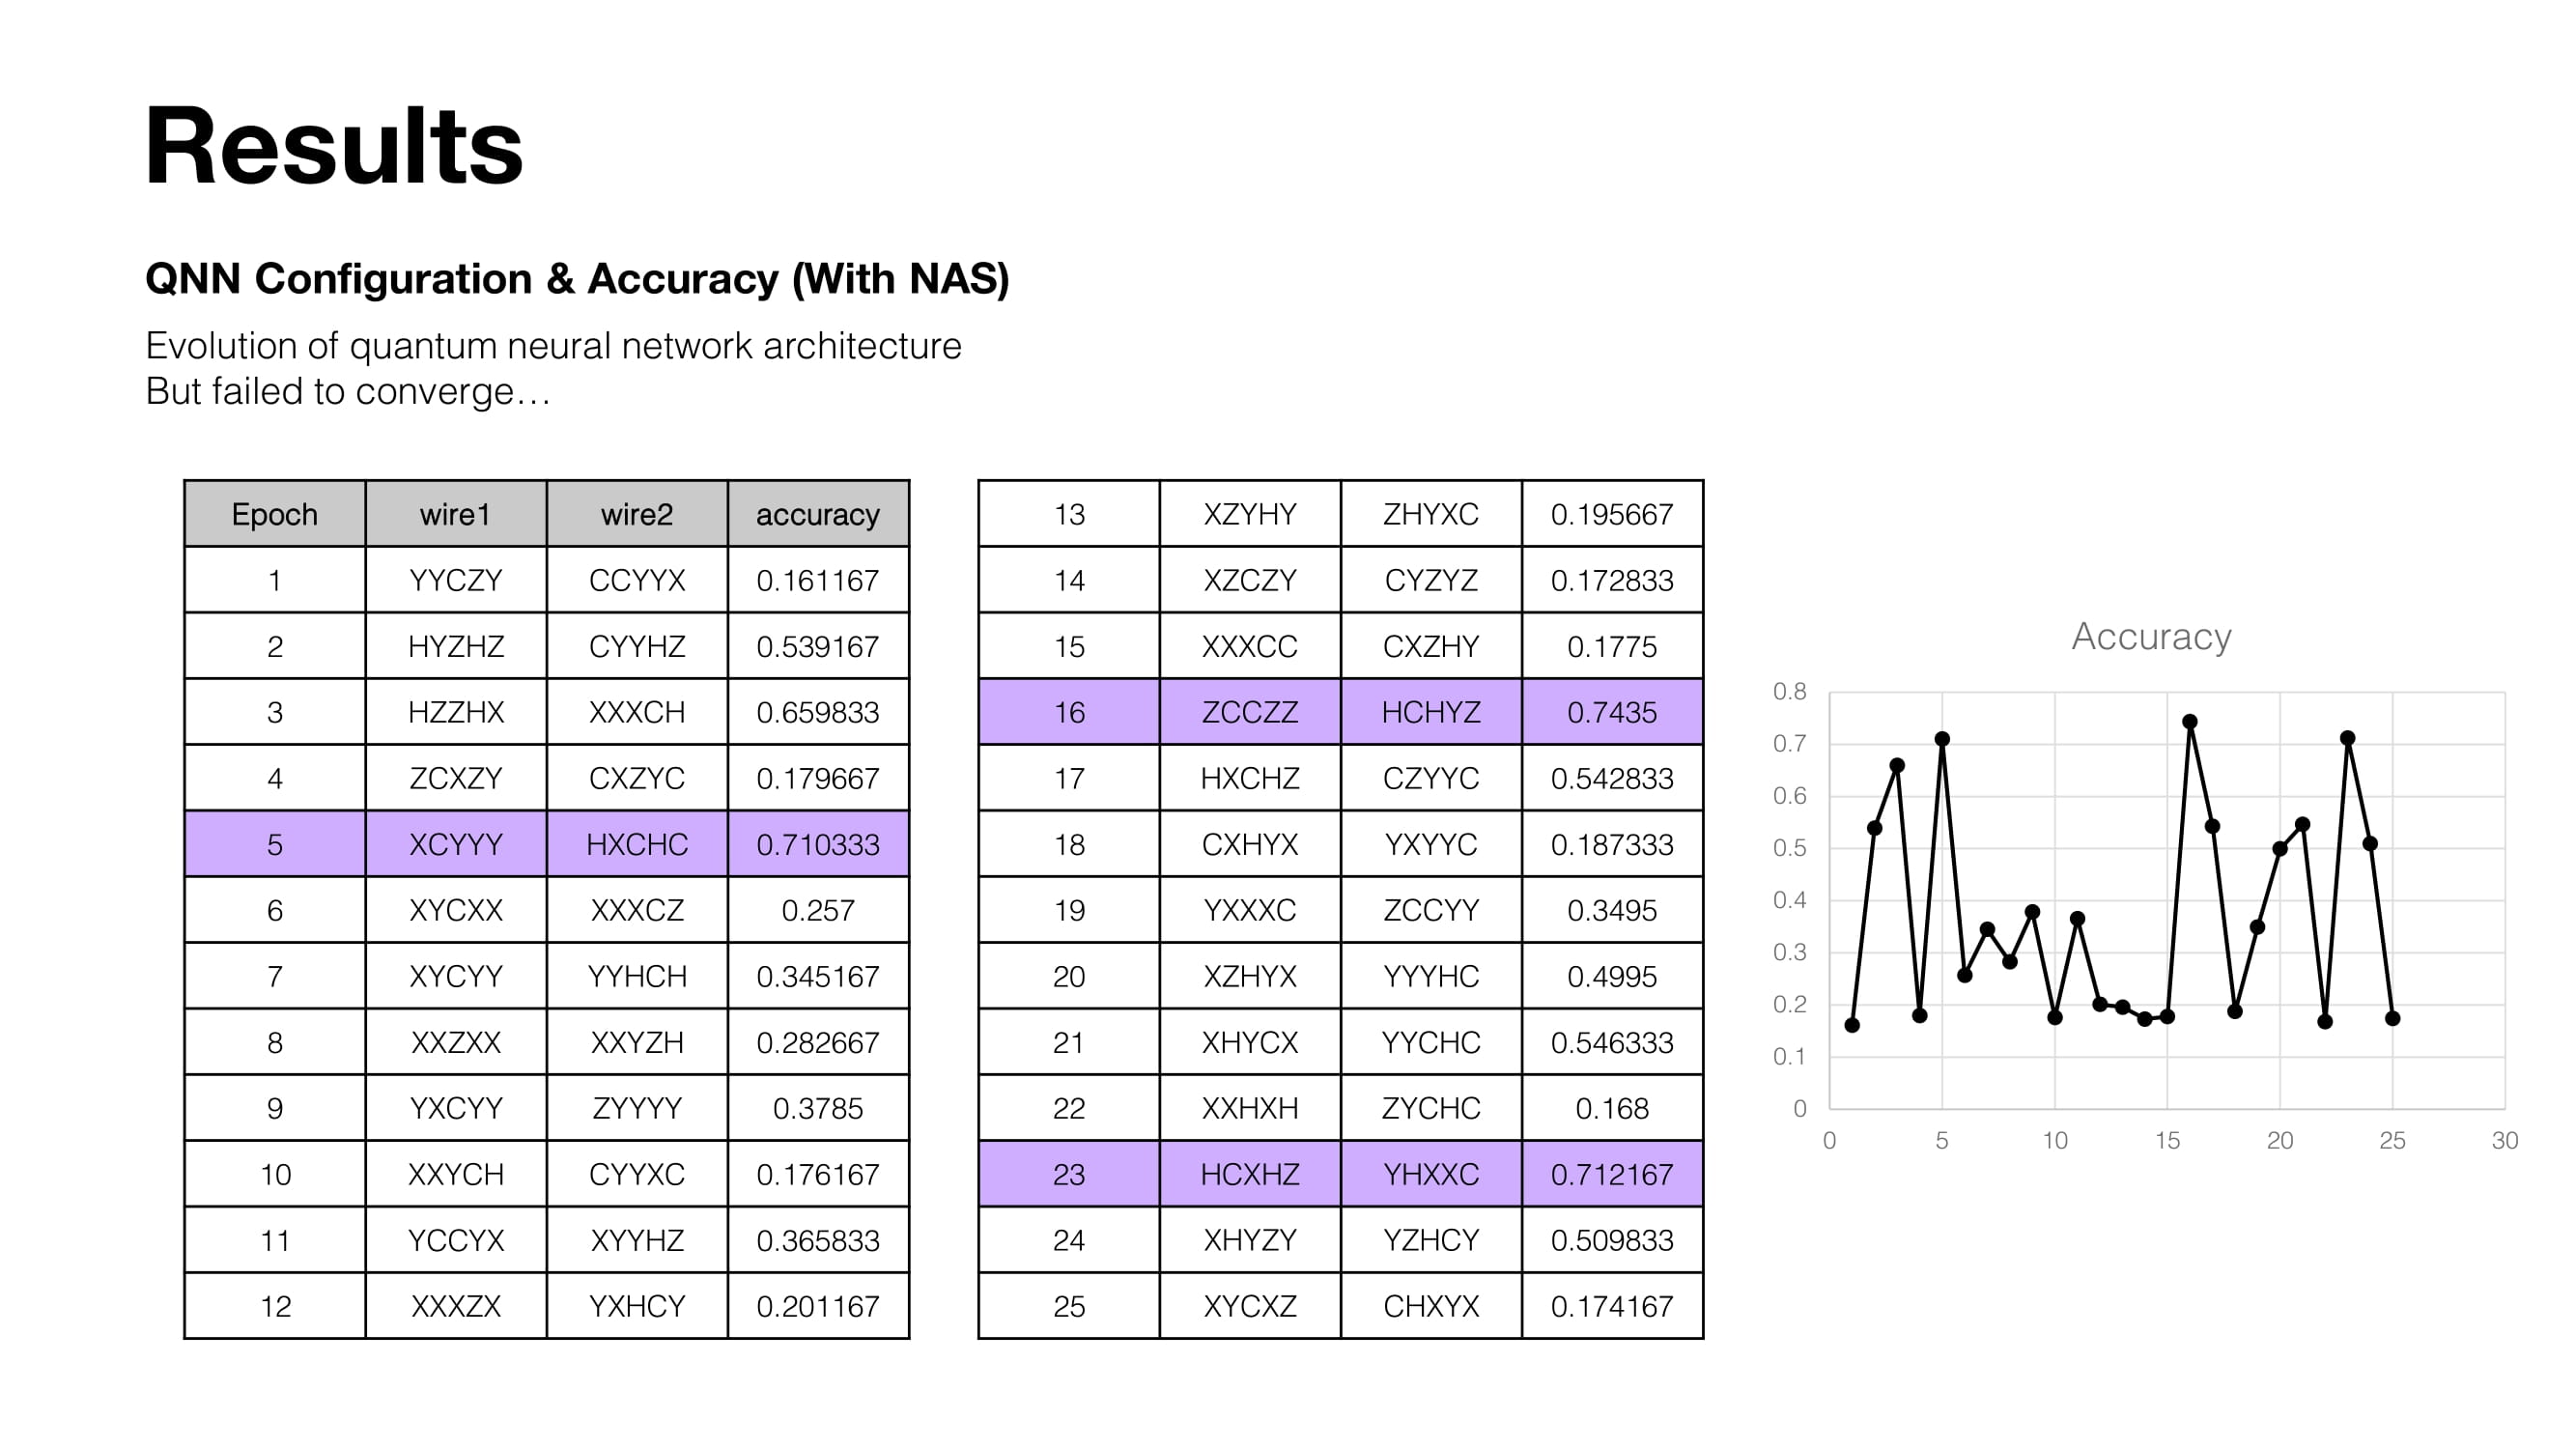 Results
QNN Configuration & Accuracy (With NAS)
Evolution of quantum neural network architecture
But failed to converge…
Epoch wire1 wire2 accuracy
1 YYCZY CCYYX 0.161167
2 HYZHZ CYYHZ 0.539167
3 HZZHX XXXCH 0.659833
4 ZCXZY CXZYC 0.179667
5 XCYYY HXCHC 0.710333
6 XYCXX XXXCZ 0.257
7 XYCYY YYHCH 0.345167
8 XXZXX XXYZH 0.282667
9 YXCYY ZYYYY 0.3785
10 XXYCH CYYXC 0.176167
11 YCCYX XYYHZ 0.365833
12 XXXZX YXHCY 0.201167
13 XZYHY ZHYXC 0.195667
14 XZCZY CYZYZ 0.172833
15 XXXCC CXZHY 0.1775
16 ZCCZZ HCHYZ 0.7435
17 HXCHZ CZYYC 0.542833
18 CXHYX YXYYC 0.187333
19 YXXXC ZCCYY 0.3495
20 XZHYX YYYHC 0.4995
21 XHYCX YYCHC 0.546333
22 XXHXH ZYCHC 0.168
23 HCXHZ YHXXC 0.712167
24 XHYZY YZHCY 0.509833
25 XYCXZ CHXYX 0.174167
Accuracy
0.8
0.7
0.6
0.5
0.4
0.3
0.2
0.1
0
0 5 10 15 20 25 30